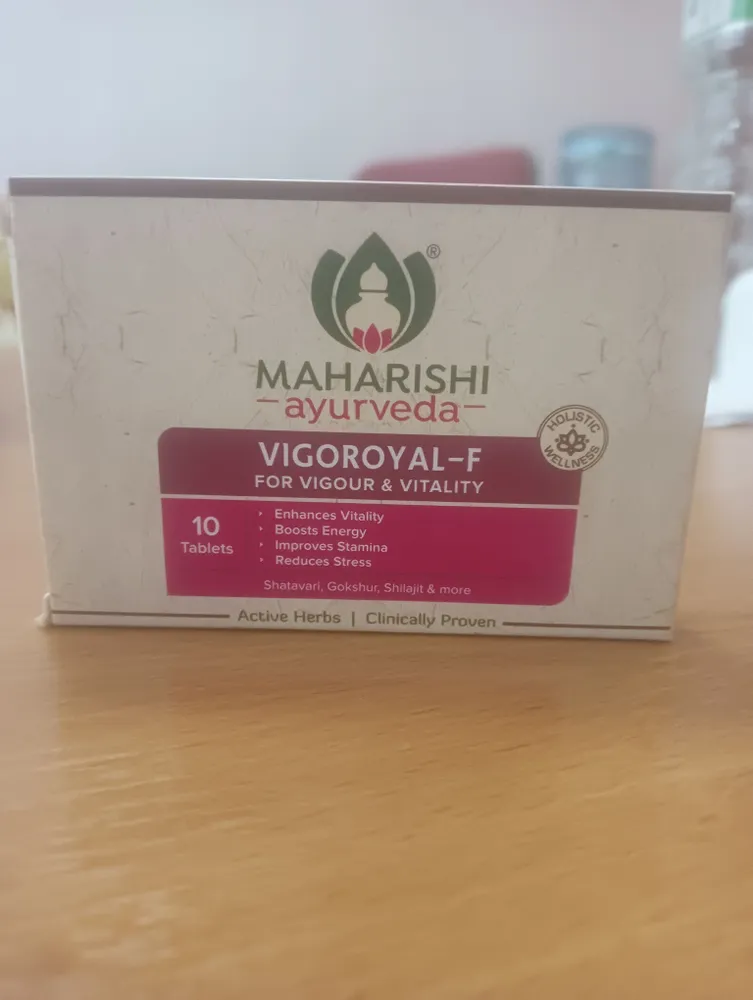 ®
MAHARISHI
ayurveda
HOLISTIC
WELLNESS
VIGOROYAL-F
FOR VIGOUR & VITALITY
10
Tablets
Enhances Vitality
Boosts Energy
Improves Stamina
Reduces Stress
Shatavari, Gokshur, Shilajit & more
Active Herbs | Clinically Proven